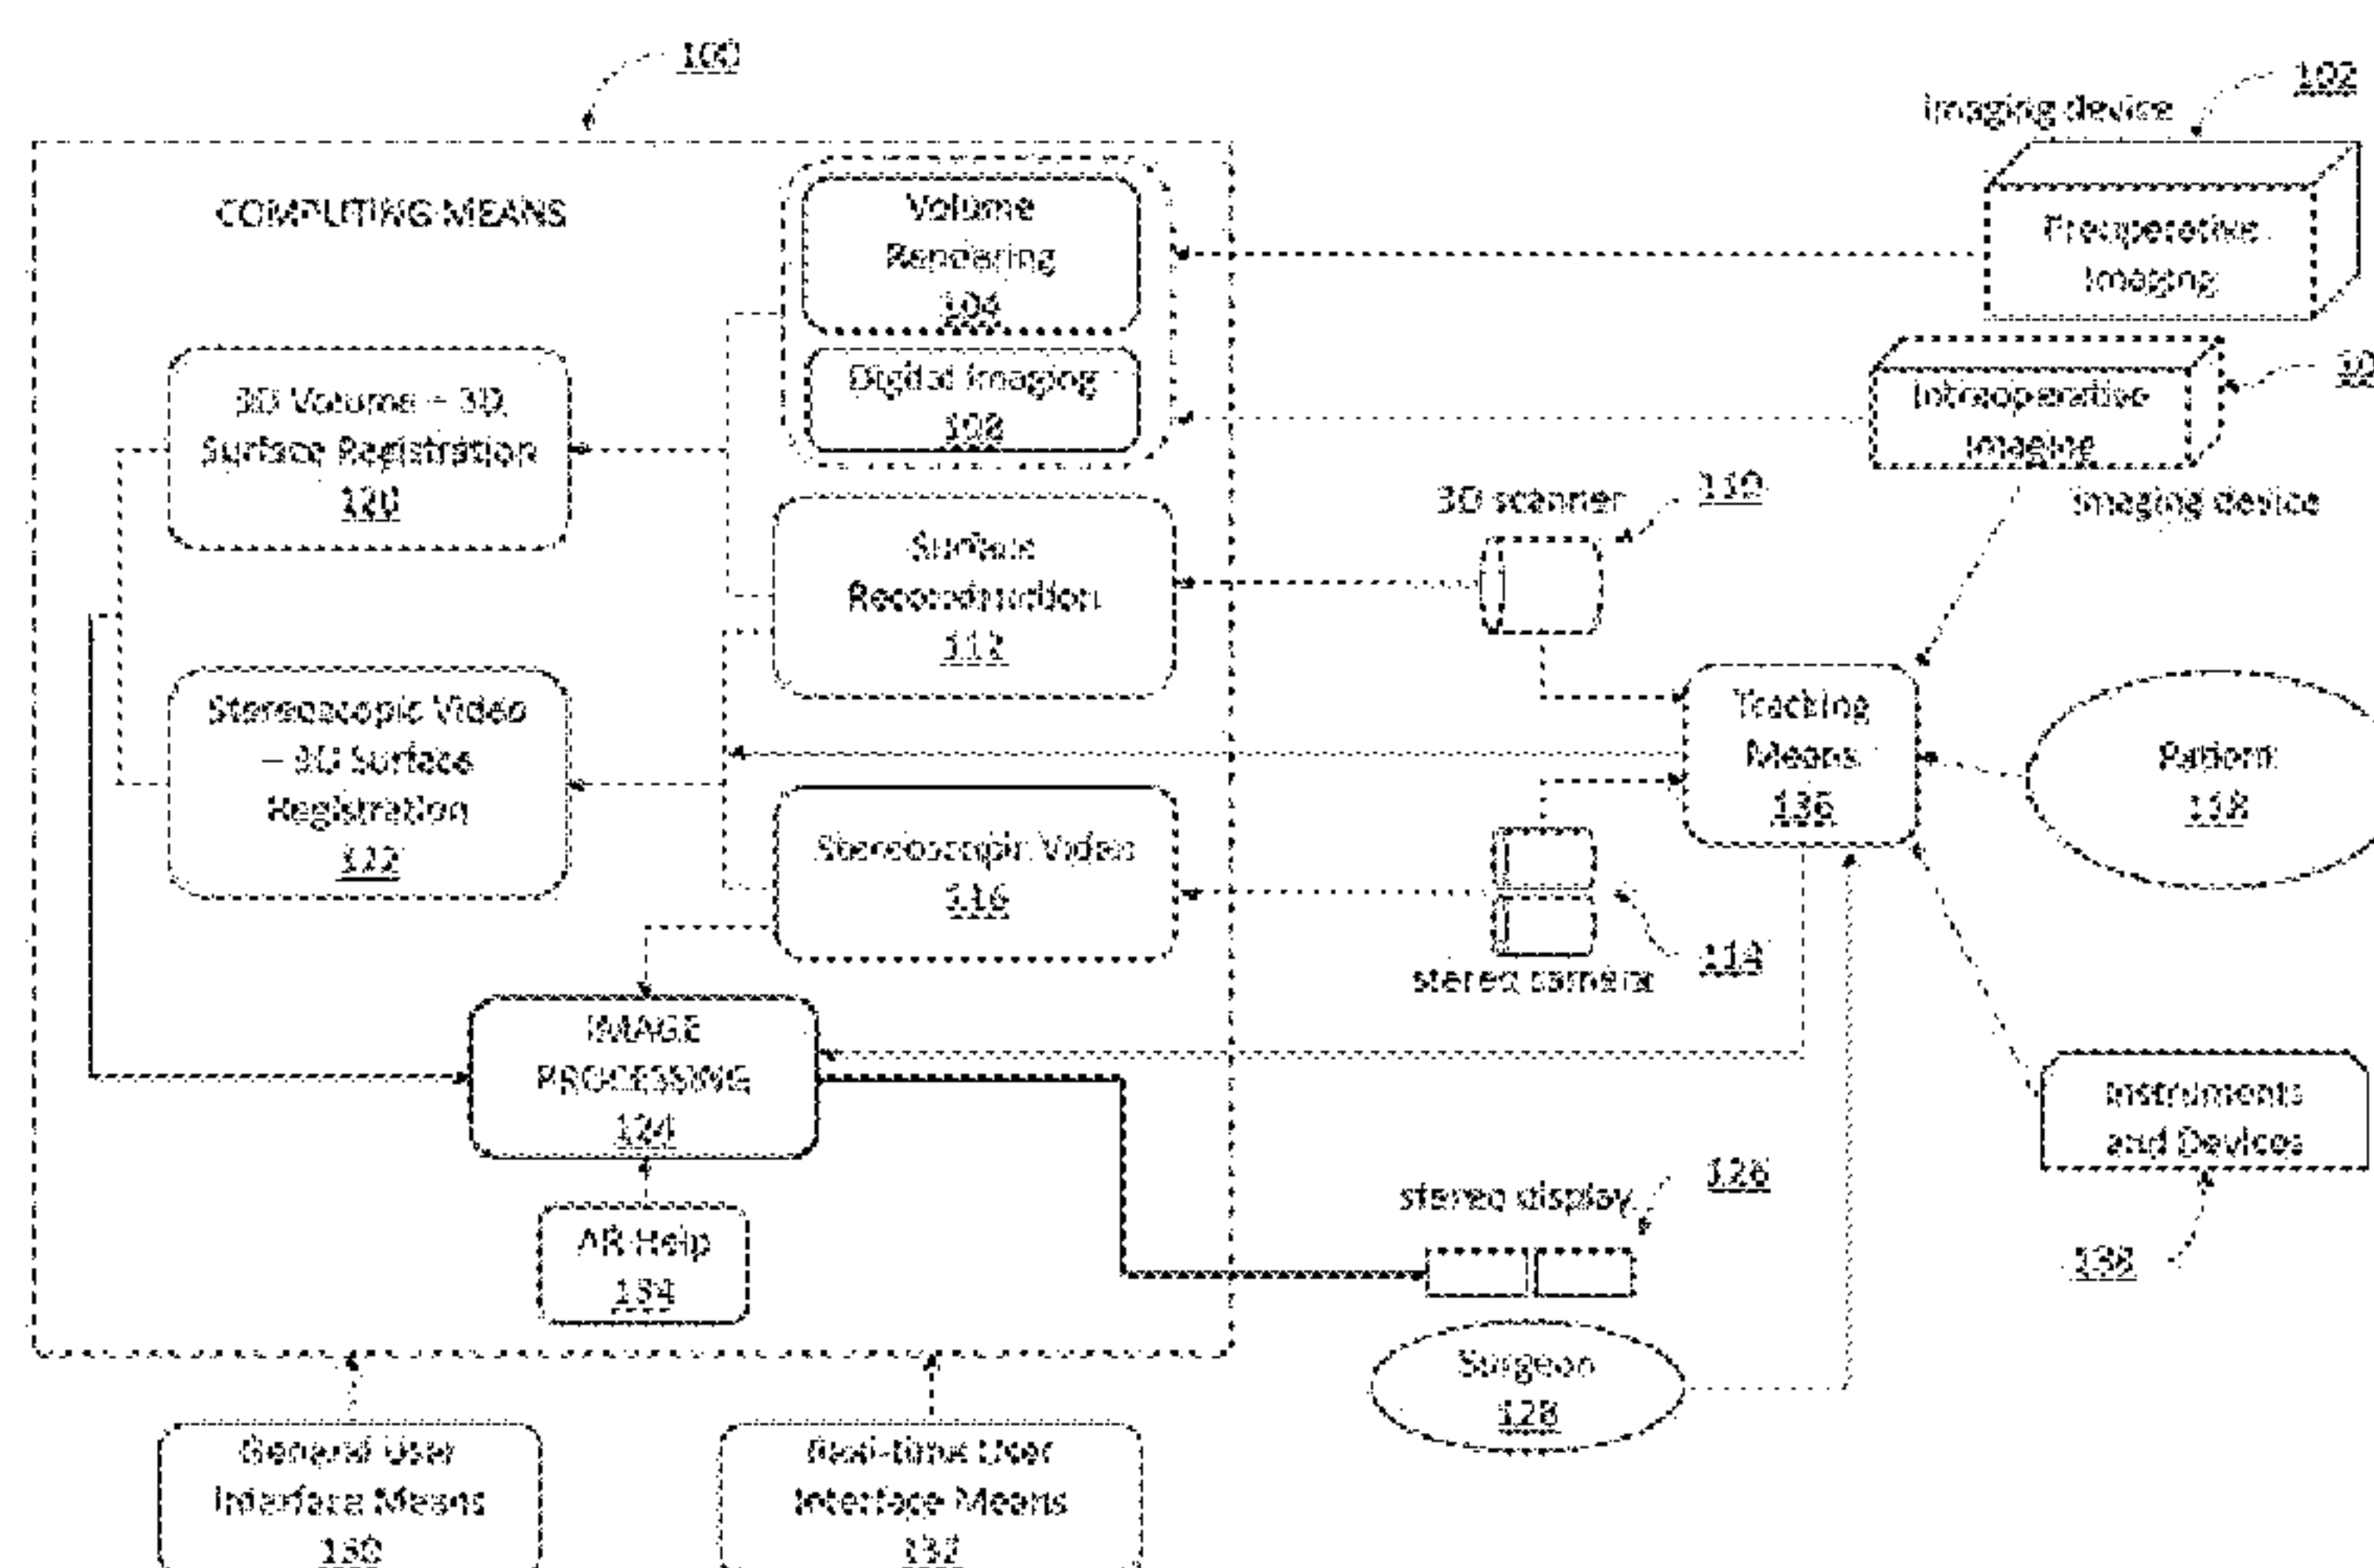 100
102
Imaging device
COMPUTING MEANS
Volume
Rendering
104
Preoperative
Imaging
Digital Imaging
108
Intraoperative
Imaging
10
imaging device
3D Volume – 3D
Surface Registration
120
3D scanner
110
Surface
Reconstruction
112
Stereoscopic Video
– 3D Surface
Registration
122
Tracking
Means
136
Patient
118
Stereoscopic Video
116
114
stereo camera
IMAGE
PROCESSING
124
Instruments
and Devices
138
AR Help
134
stereo display
126
Surgeon
128
General User
Interface Means
130
Real-time User
Interface Means
132